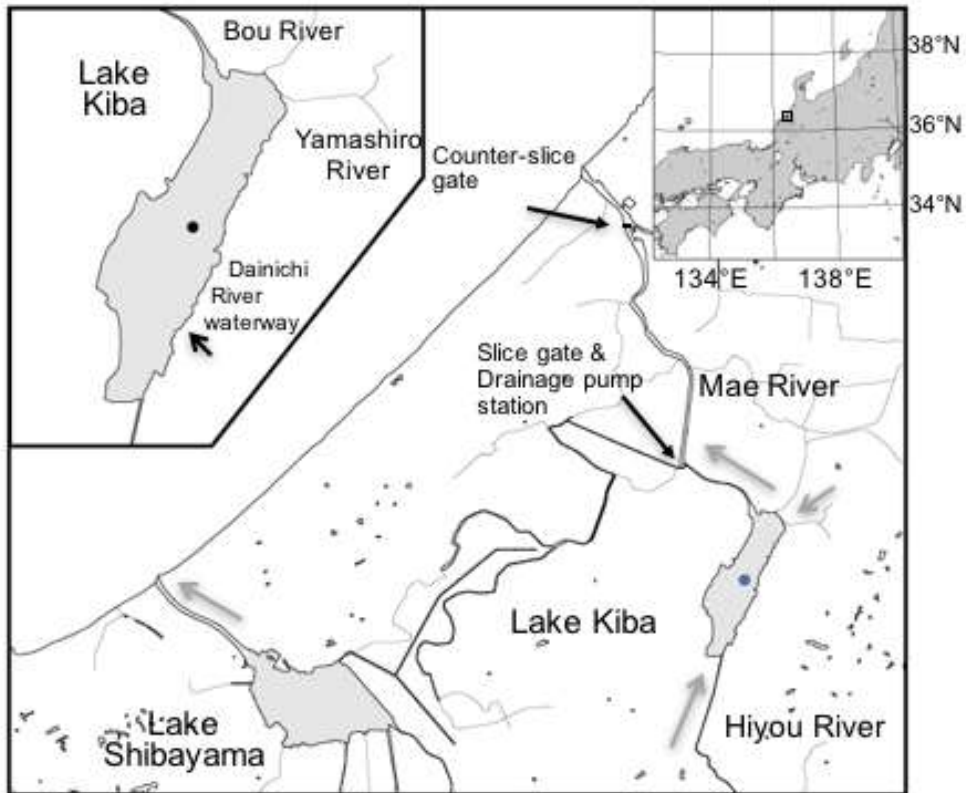 Bou River
Lake
Kiba
Yamashiro
River
Dainichi
River
waterway
Counter-slice
gate
38°N
36°N
34°N
134°E
138°E
Slice gate &
Drainage pump
station
Mae River
Lake Kiba
Lake
Shibayama
Hiyou River